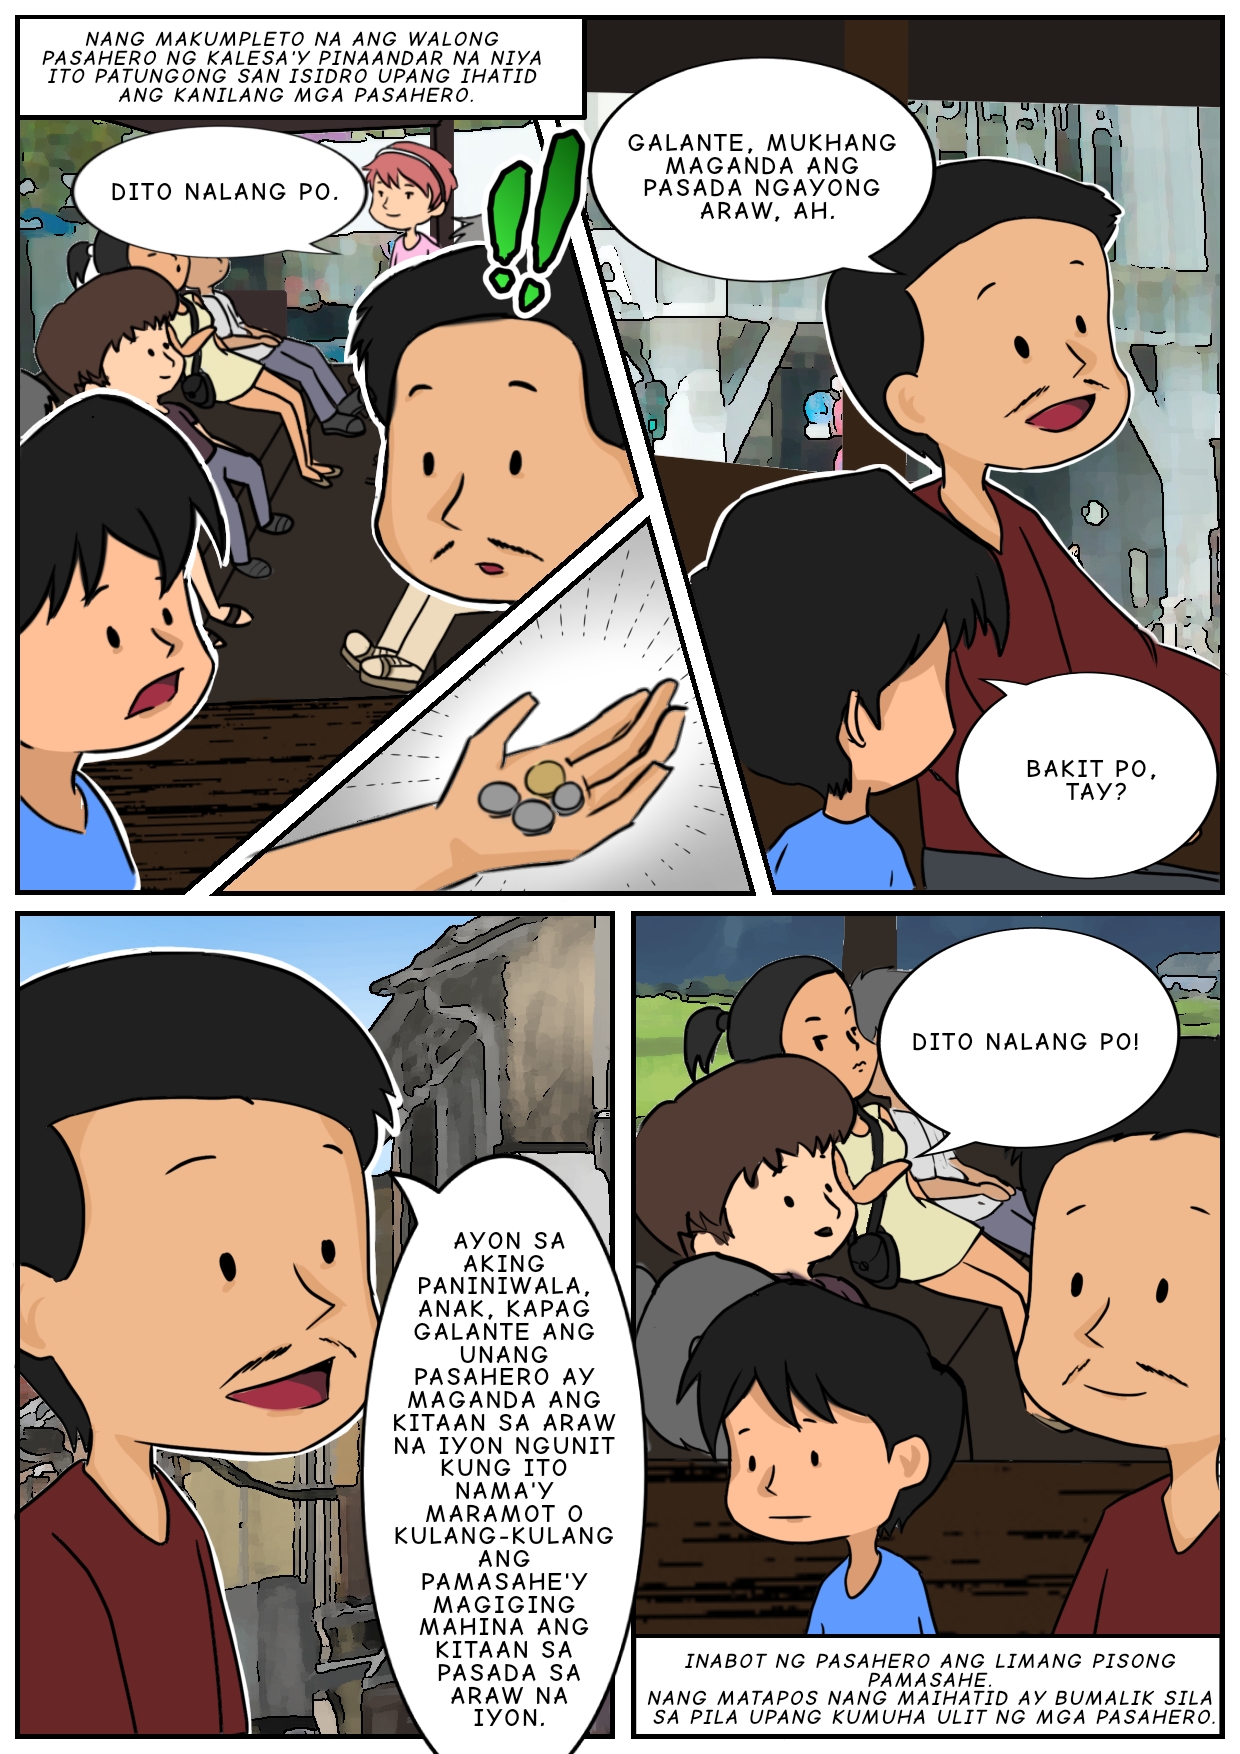 NANG MAKUMPLETO NA ANG WALONG
PASAHERO NG KALESA'Y PINAANDAR NA NIYA
ITO PATUNGONG SAN ISIDRO UPANG IHATID
ANG KANILANG MGA PASAHERO.
DITO NALANG PO.
GALANTE, MUKHANG
MAGANDA ANG
PASADA NGAYONG
ARAW, AH.
BAKIT PO,
TAY?
AYON SA
AKING
PANINIWALA,
ANAK, KAPAG
GALANTE ANG
UNANG
PASAHERO AY
MAGANDA ANG
KITAAN SA ARAW
NA IYON NGUNIT
KUNG ITO
NAMA'Y
MARAMOT O
KULANG-KULANG
ANG
PAMASAHE'Y
MAGIGING
MAHINA ANG
KITAAN SA
PASADA SA
ARAW NA
IYON.
DITO NALANG PO!
INABOT NG PASAHERO ANG LIMANG PISONG
PAMASAHE.
NANG MATAPOS NANG MAIHATID AY BUMALIK SILA
SA PILA UPANG KUMUHA ULIT NG MGA PASAHERO.